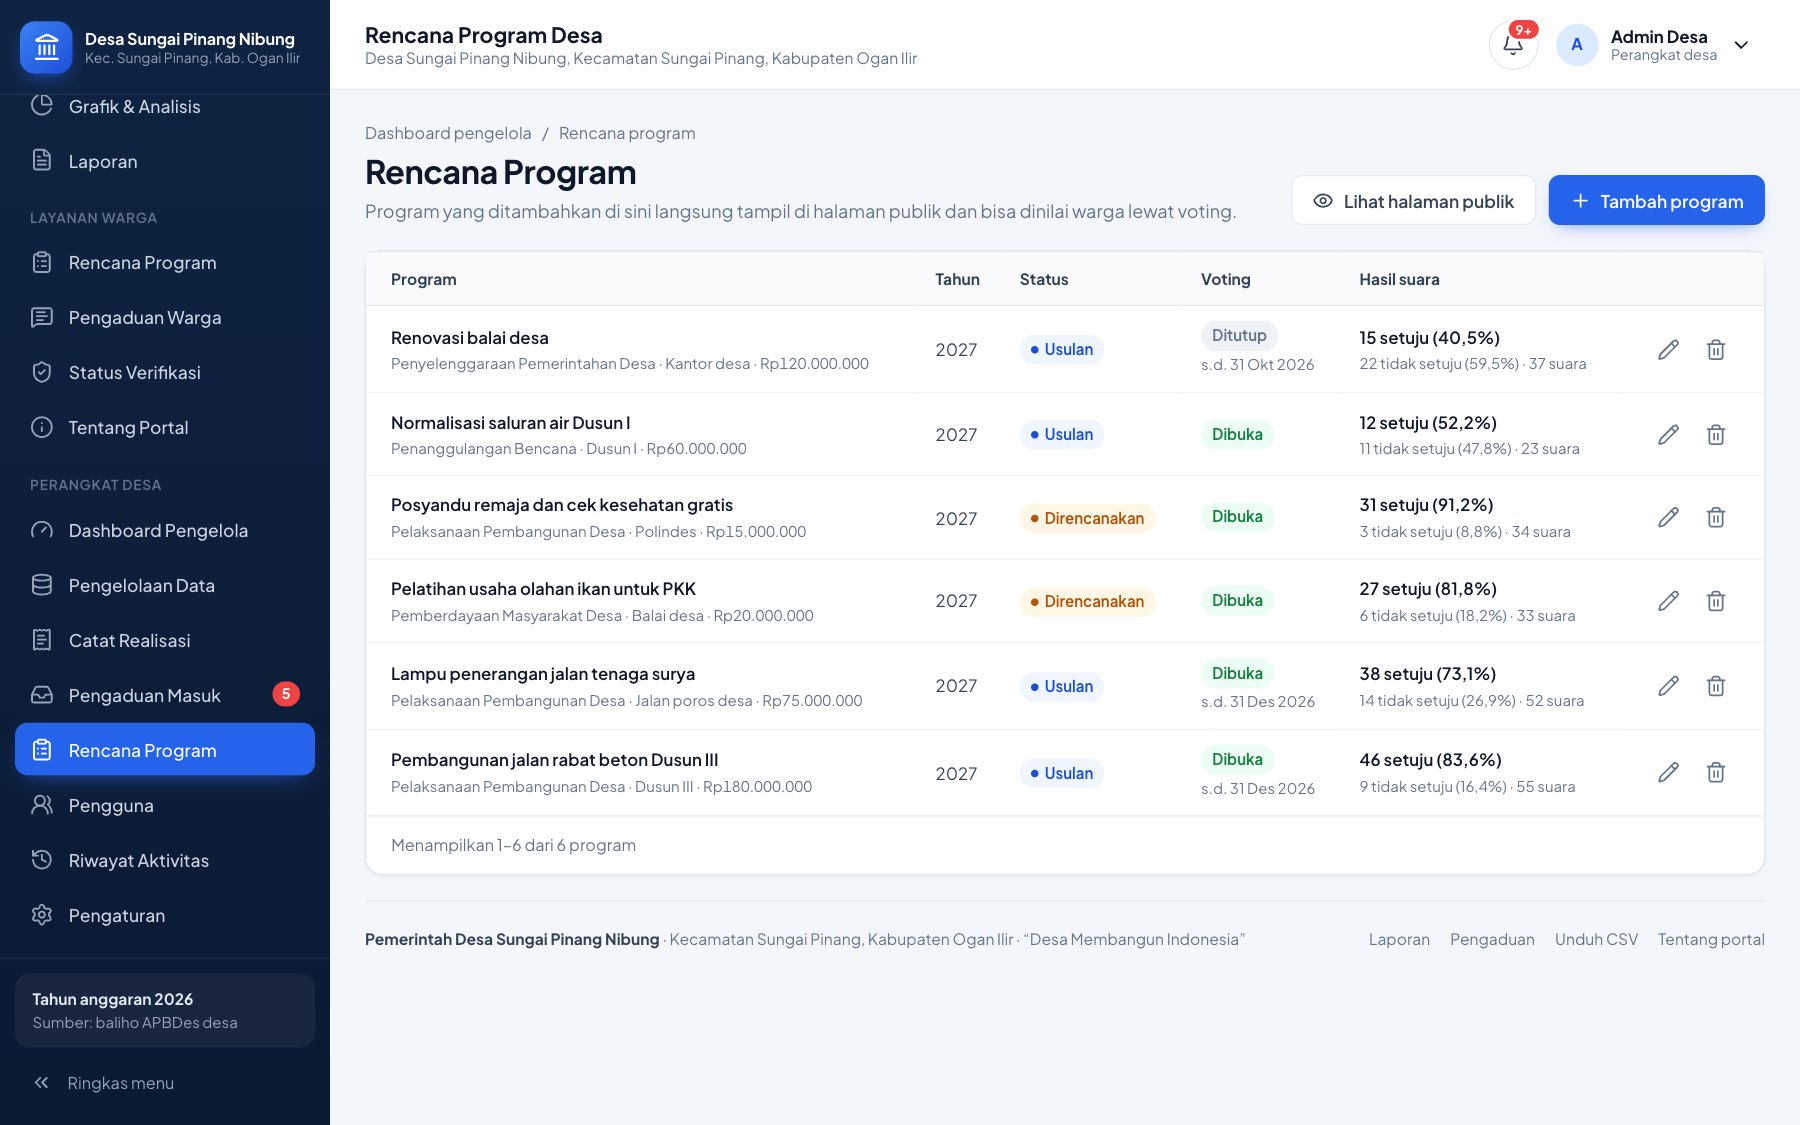 Desa Sungai Pinang Nibung
Kec. Sungai Pinang, Kab. Ogan Ilir
Grafik & Analisis
Laporan
LAYANAN WARGA
Rencana Program
Pengaduan Warga
Status Verifikasi
Tentang Portal
PERANGKAT DESA
Dashboard Pengelola
Pengelolaan Data
Catat Realisasi
Pengaduan Masuk 5
Rencana Program
Pengguna
Riwayat Aktivitas
Pengaturan
Tahun anggaran 2026
Sumber: baliho APBDes desa
Ringkas menu
Rencana Program Desa
Desa Sungai Pinang Nibung, Kecamatan Sungai Pinang, Kabupaten Ogan Ilir
9+
A
Admin Desa
Perangkat desa
Dashboard pengelola / Rencana program
Rencana Program
Program yang ditambahkan di sini langsung tampil di halaman publik dan bisa dinilai warga lewat voting.
Lihat halaman publik
+ Tambah program
Program Tahun Status Voting Hasil suara
Renovasi balai desa
Penyelenggaraan Pemerintahan Desa · Kantor desa · Rp120.000.000
2027
Usulan
Ditutup
s.d. 31 Okt 2026
15 setuju (40,5%)
22 tidak setuju (59,5%) · 37 suara
Normalisasi saluran air Dusun I
Penanggulangan Bencana · Dusun I · Rp60.000.000
2027
Usulan
Dibuka
12 setuju (52,2%)
11 tidak setuju (47,8%) · 23 suara
Posyandu remaja dan cek kesehatan gratis
Pelaksanaan Pembangunan Desa · Polindes · Rp15.000.000
2027
Direncanakan
Dibuka
31 setuju (91,2%)
3 tidak setuju (8,8%) · 34 suara
Pelatihan usaha olahan ikan untuk PKK
Pemberdayaan Masyarakat Desa · Balai desa · Rp20.000.000
2027
Direncanakan
Dibuka
27 setuju (81,8%)
6 tidak setuju (18,2%) · 33 suara
Lampu penerangan jalan tenaga surya
Pelaksanaan Pembangunan Desa · Jalan poros desa · Rp75.000.000
2027
Usulan
Dibuka
s.d. 31 Des 2026
38 setuju (73,1%)
14 tidak setuju (26,9%) · 52 suara
Pembangunan jalan rabat beton Dusun III
Pelaksanaan Pembangunan Desa · Dusun III · Rp180.000.000
2027
Usulan
Dibuka
s.d. 31 Des 2026
46 setuju (83,6%)
9 tidak setuju (16,4%) · 55 suara
Menampilkan 1–6 dari 6 program
Pemerintah Desa Sungai Pinang Nibung · Kecamatan Sungai Pinang, Kabupaten Ogan Ilir · “Desa Membangun Indonesia”
Laporan Pengaduan Unduh CSV Tentang portal